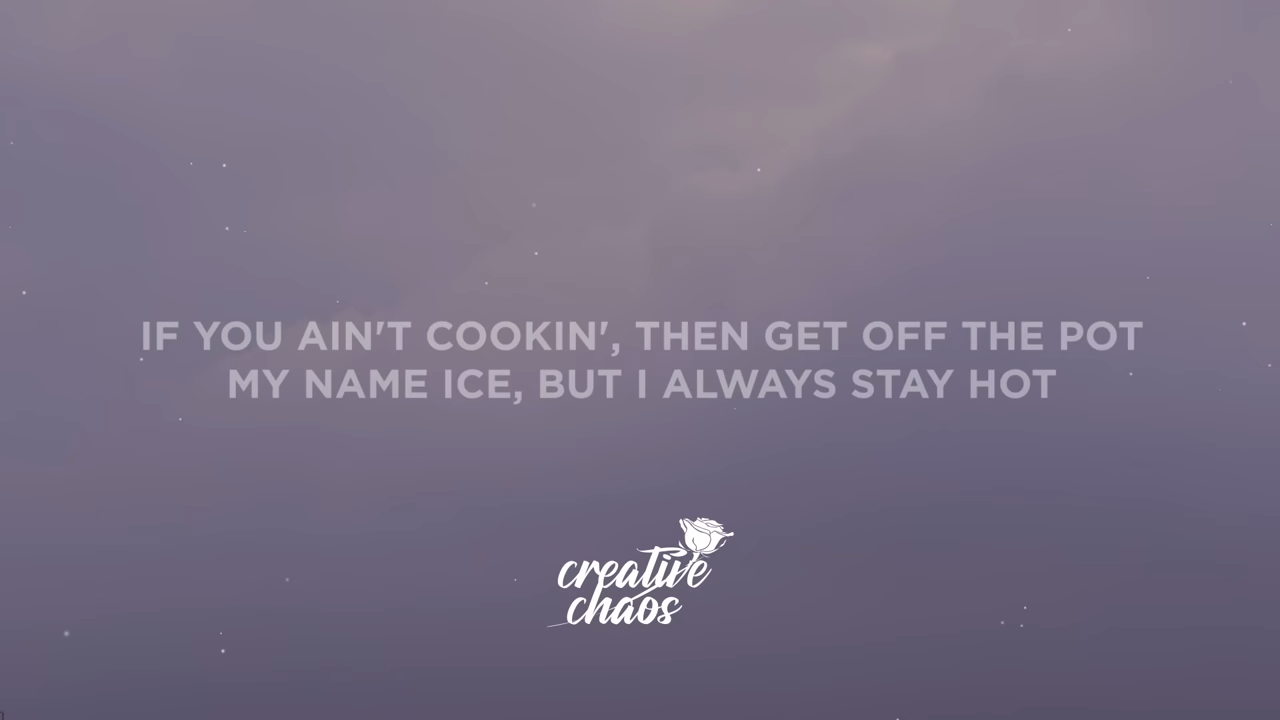 IF YOU AIN'T COOKIN', THEN GET OFF THE POT
MY NAME ICE, BUT I ALWAYS STAY HOT
creative
chaos